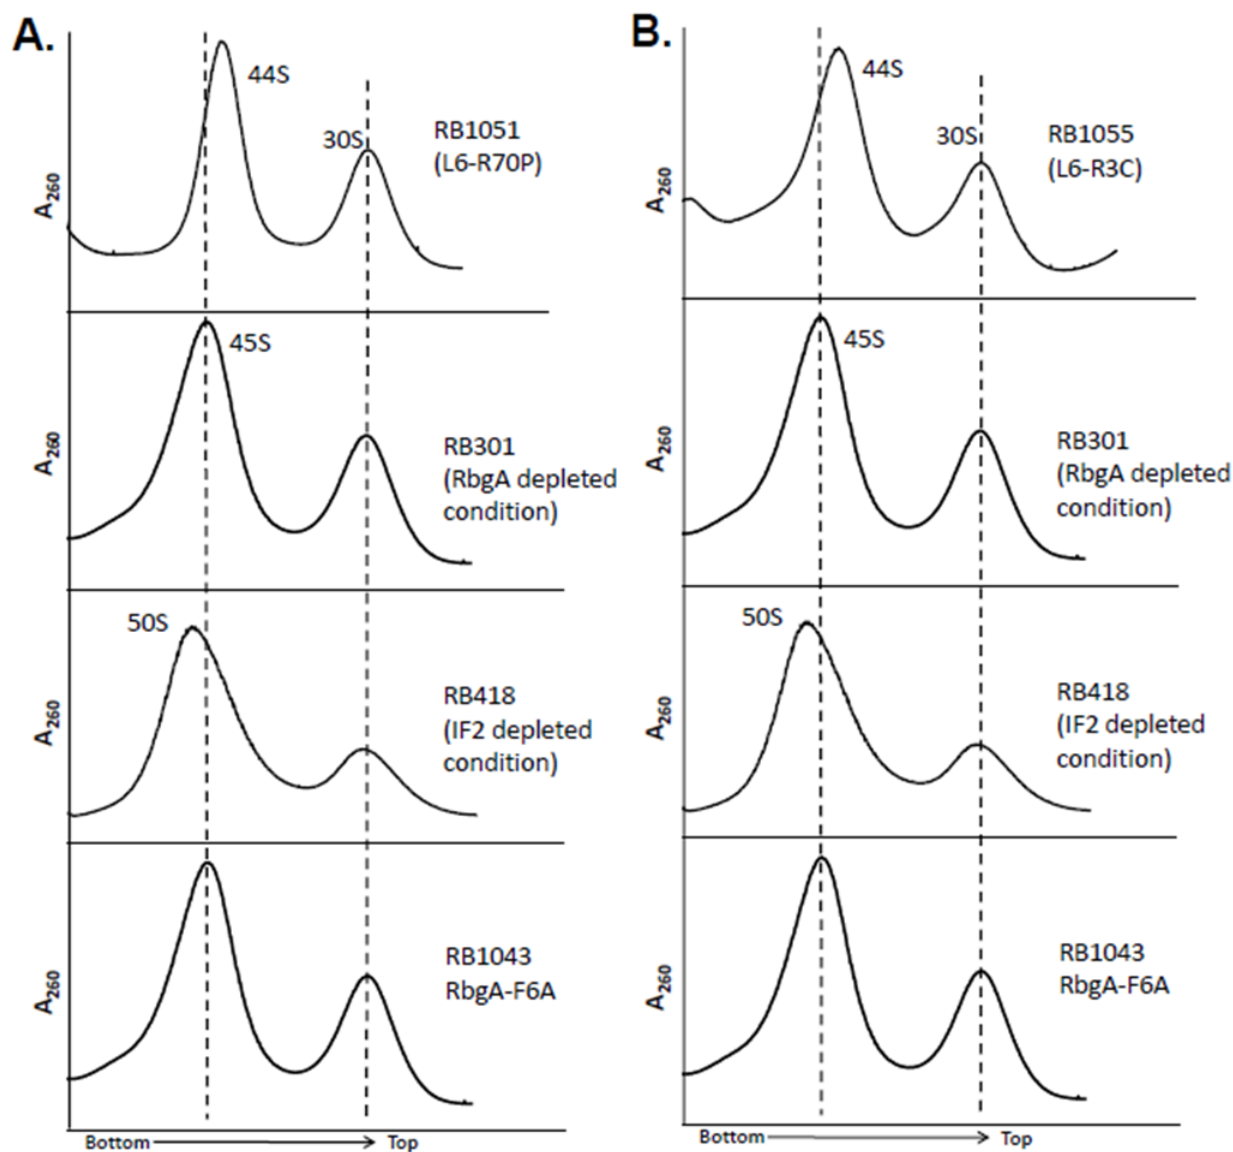 A.
44S
30S
RB1051
(L6-R70P)
A260
45S
RB301
(RbgA depleted
condition)
A260
50S
RB418
(IF2 depleted
condition)
A260
RB1043
RbgA-F6A
A260
Bottom
Top
B.
44S
30S
RB1055
(L6-R3C)
A260
45S
RB301
(RbgA depleted
condition)
A260
50S
RB418
(IF2 depleted
condition)
A260
RB1043
RbgA-F6A
A260
Bottom
Top